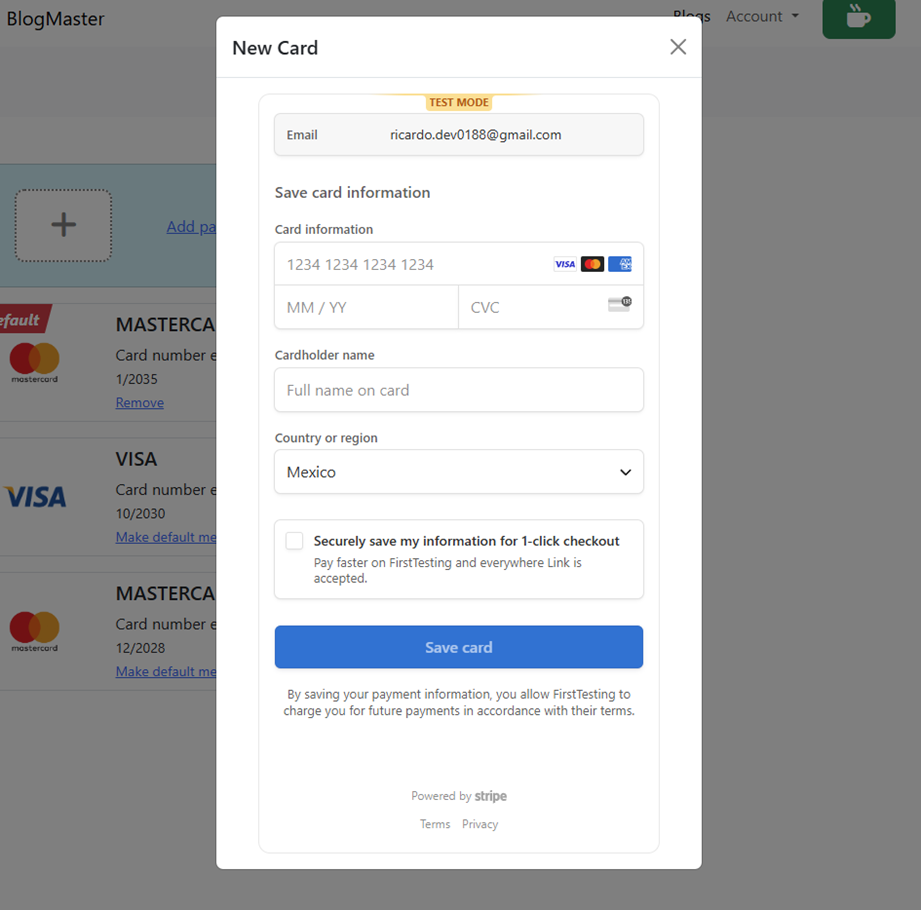 BlogMaster
Blogs
Account
New Card
TEST MODE
Email ricardo.dev0188@gmail.com
Save card information
Card information
1234 1234 1234 1234
VISA
MM / YY
CVC
Cardholder name
Full name on card
Country or region
Mexico
Securely save my information for 1-click checkout
Pay faster on FirstTesting and everywhere Link is
accepted.
Save card
By saving your payment information, you allow FirstTesting to
charge you for future payments in accordance with their terms.
Powered by stripe
Terms Privacy
Add pa
efault
mastercard
MASTERCA
Card number e
1/2035
Remove
VISA
VISA
Card number e
10/2030
Make default me
mastercard
MASTERCA
Card number e
12/2028
Make default me